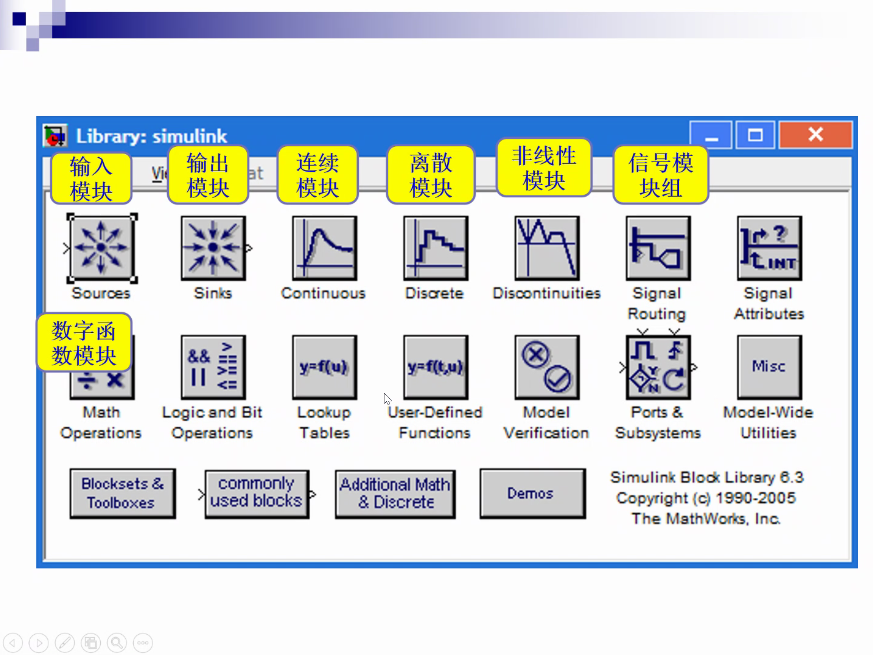 Library: simulink
输入
模块
输出
模块
连续
模块
离散
模块
非线性
模块
信号模
块组
Vi
at
Sources
Sinks
Continuous
Discrete
Discontinuities
Signal
Routing
? INT
Signal
Attributes
数字函
数模块
÷ ×
Math
Operations
&& >
|| ==
<=
Logic and Bit
Operations
y=f(u)
Lookup
Tables
y=f(t,u)
User-Defined
Functions
Model
Verification
Y
N
Ports &
Subsystems
Misc
Model-Wide
Utilities
Blocksets &
Toolboxes
commonly
used blocks
Additional Math
& Discrete
Demos
Simulink Block Library 6.3
Copyright (c) 1990-2005
The MathWorks, Inc.